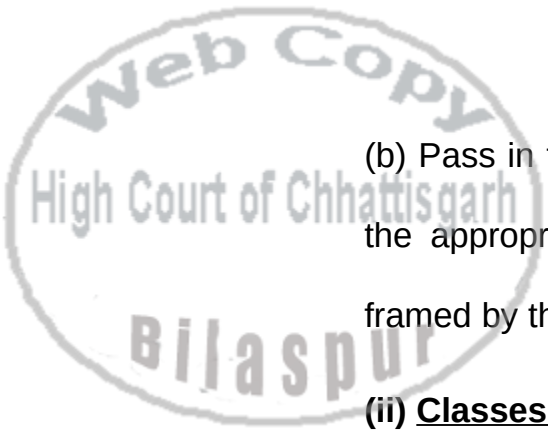 Web Copy
(b) Pass in
High Court of Chhattisgarh
the appropr
framed by th
Bilaspur
(ii) Classes